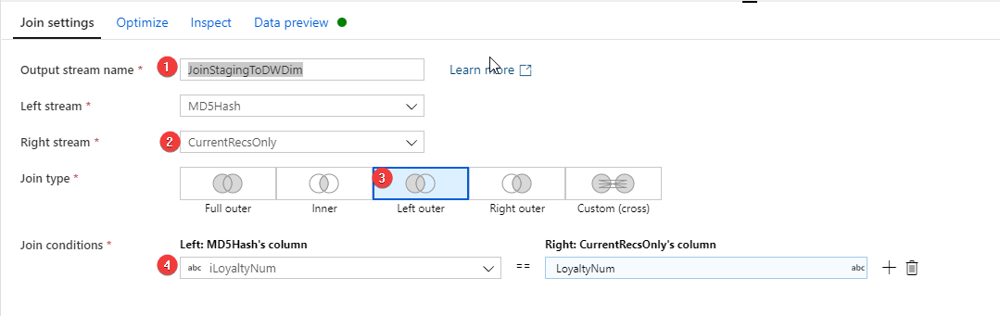 Join settings Optimize Inspect Data preview
Output stream name * 1 JoinStagingToDWDim Learn more
Left stream * MD5Hash
Right stream * 2 CurrentRecsOnly
Join type * 3
Full outer Inner Left outer Right outer Custom (cross)
Join conditions * Left: MD5Hash's column Right: CurrentRecsOnly's column
4 abc iLoyaltyNum == LoyaltyNum abc